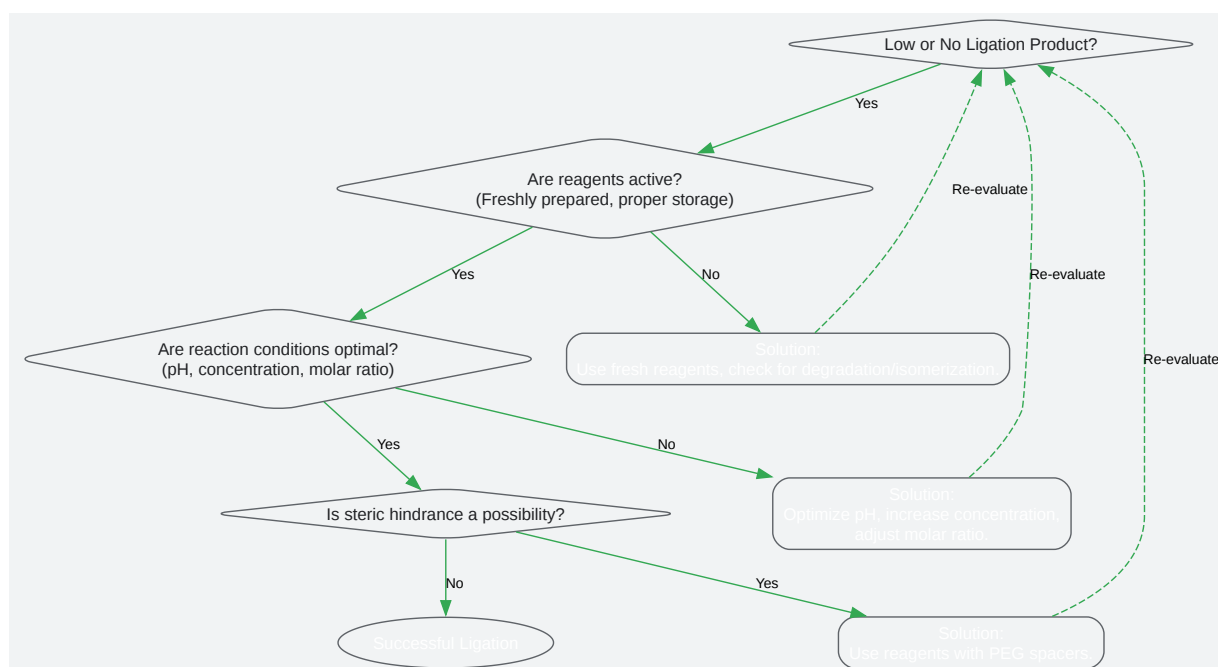 Low or No Ligation Product?
Yes
Are reagents active?
(Freshly prepared, proper storage)
Re-evaluate
Yes
No
Re-evaluate
Are reaction conditions optimal?
(pH, concentration, molar ratio)
Solution:
Use fresh reagents, check for degradation/isomerization.
Re-evaluate
Yes
No
Solution:
Optimize pH, increase concentration,
adjust molar ratio.
Is steric hindrance a possibility?
No
Yes
Successful Ligation
Solution:
Use reagents with PEG spacers.